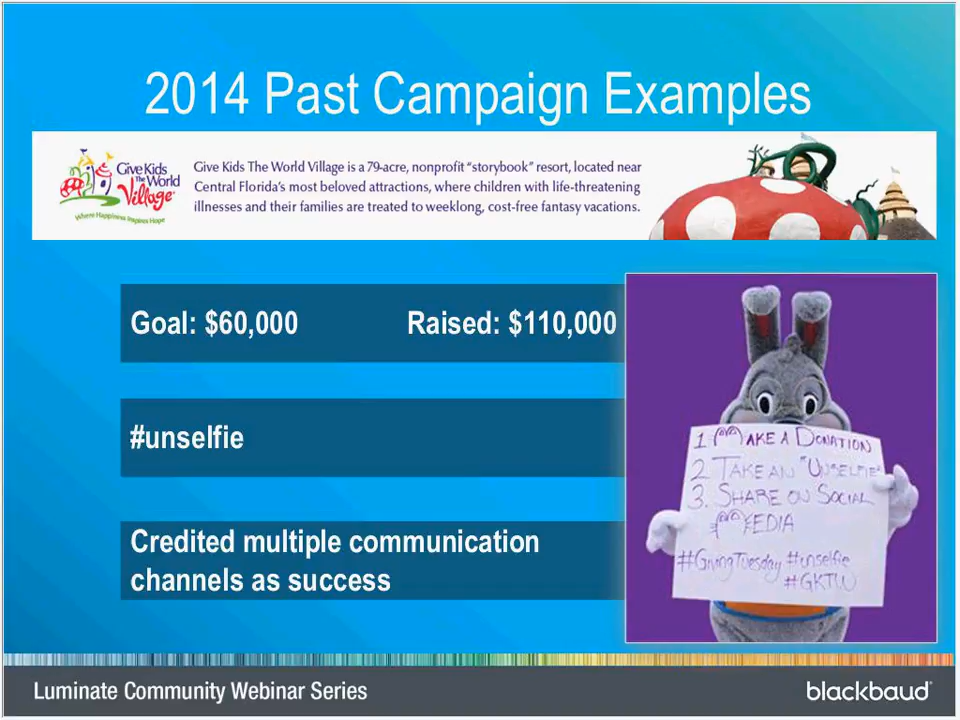 2014 Past Campaign Examples
Give Kids
The World
Village
Where Happiness Inspires Hope
Give Kids The World Village is a 79-acre, nonprofit “storybook” resort, located near
Central Florida’s most beloved attractions, where children with life-threatening
illnesses and their families are treated to weeklong, cost-free fantasy vacations.
Goal: $60,000 Raised: $110,000
#unselfie
Credited multiple communication
channels as success
1 MAKE A DONATION
2 TAKE AN "UNSELFIE"
3. SHARE ON SOCIAL
MEDIA
#GivingTuesday #unselfie
#GKTW
Luminate Community Webinar Series
blackbaud